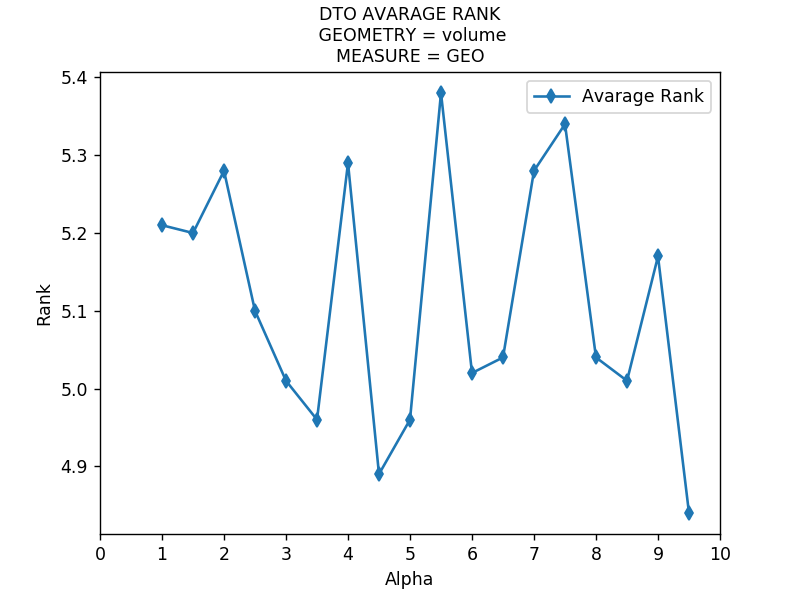 DTO AVARAGE RANK
GEOMETRY = volume
MEASURE = GEO
Avarage Rank
5.4
5.3
5.2
5.1
5.0
4.9
Rank
0 1 2 3 4 5 6 7 8 9 10
Alpha